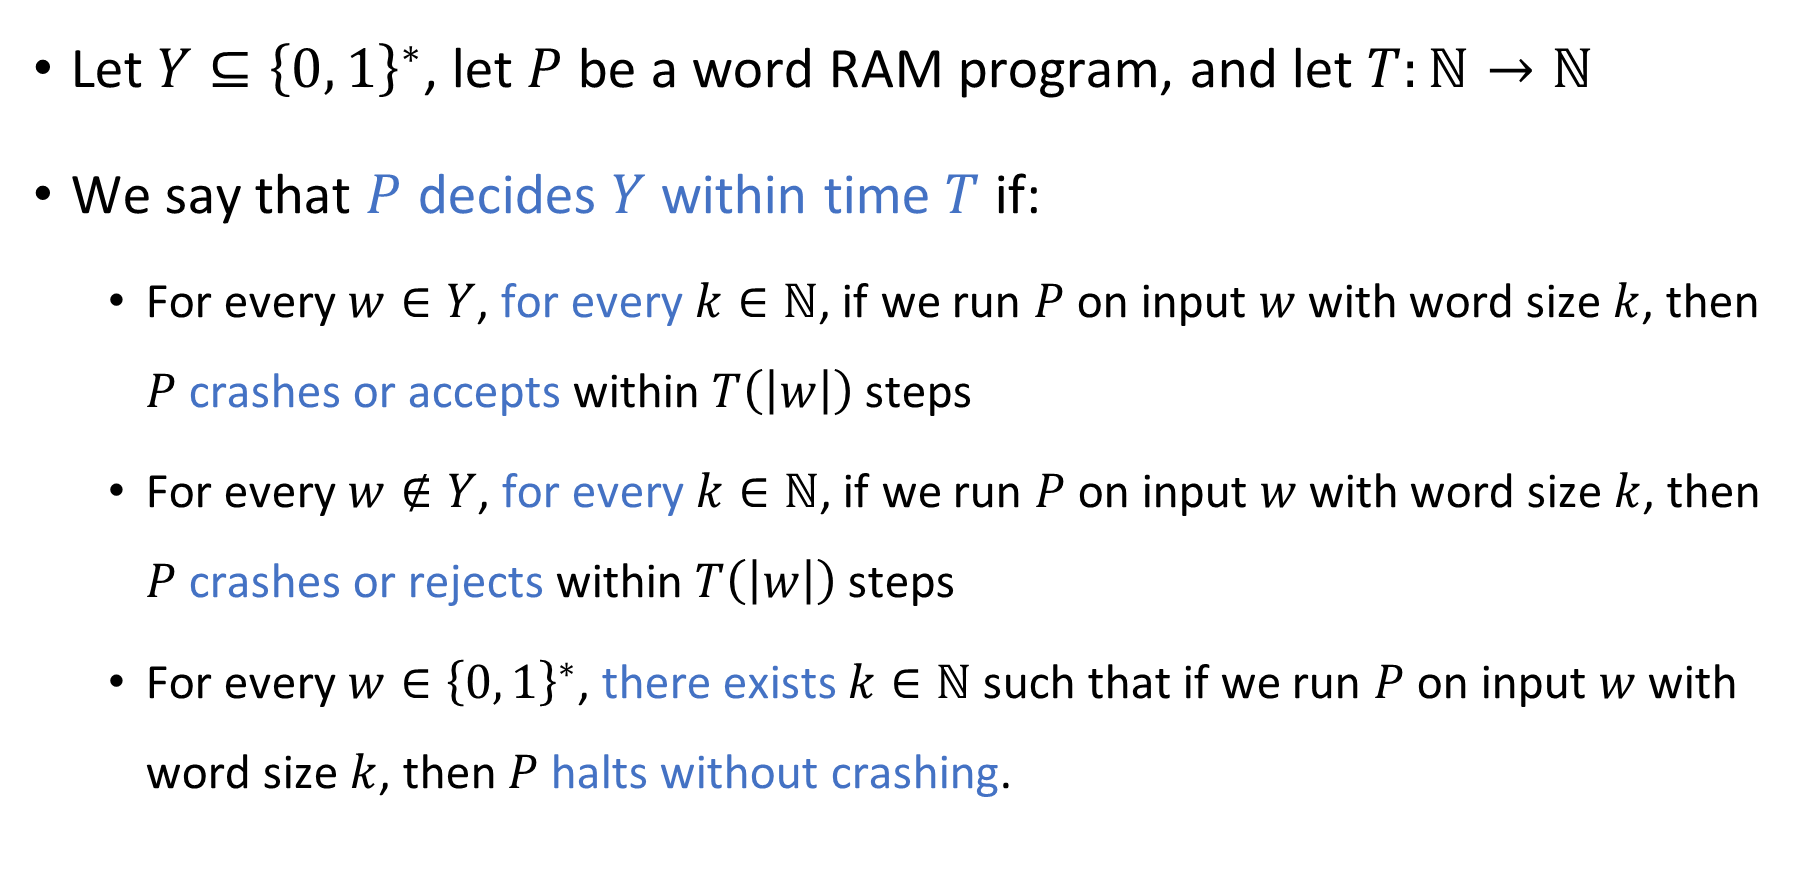 • Let 𝑌 ⊆ {0, 1}*, let 𝑃 be a word RAM program, and let 𝑇: ℕ → ℕ
• We say that 𝑃 decides 𝑌 within time 𝑇 if:
• For every 𝑤 ∈ 𝑌, for every 𝑘 ∈ ℕ, if we run 𝑃 on input 𝑤 with word size 𝑘, then
𝑃 crashes or accepts within 𝑇(|𝑤|) steps
• For every 𝑤 ∉ 𝑌, for every 𝑘 ∈ ℕ, if we run 𝑃 on input 𝑤 with word size 𝑘, then
𝑃 crashes or rejects within 𝑇(|𝑤|) steps
• For every 𝑤 ∈ {0, 1}*, there exists 𝑘 ∈ ℕ such that if we run 𝑃 on input 𝑤 with
word size 𝑘, then 𝑃 halts without crashing.